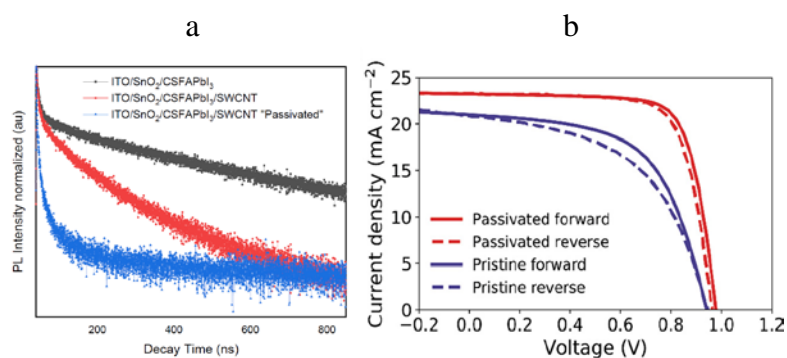 a
b
ITO/SnO2/CSFAPbI3
ITO/SnO2/CSFAPbI3/SWCNT
ITO/SnO2/CSFAPbI3/SWCNT "Passivated"
PL Intensity normalized (au)
200
400
600
800
Decay Time (ns)
Current density (mA cm−2)
25
20
15
10
5
0
Passivated forward
Passivated reverse
Pristine forward
Pristine reverse
−0.2
0.0
0.2
0.4
0.6
0.8
1.0
1.2
Voltage (V)